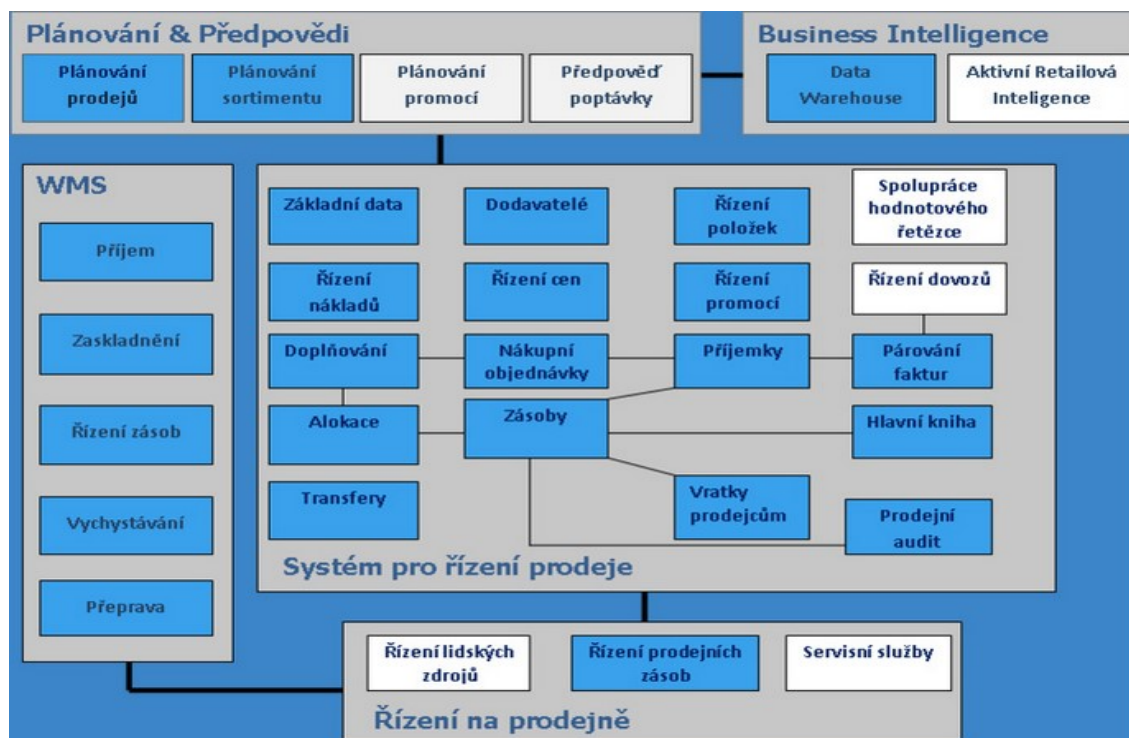 Plánování & Předpovědi
Plánování
prodejů
Plánování
sortimentu
Plánování
promocí
Předpověď
poptávky
Business Intelligence
Data
Warehouse
Aktivní Retailová
Inteligence
WMS
Příjem
Zaskladnění
Řízení zásob
Vychystávání
Přeprava
Základní data
Dodavatelé
Řízení
položek
Spolupráce
hodnotového
řetězce
Řízení
nákladů
Řízení cen
Řízení
promocí
Řízení dovozů
Doplňování
Nákupní
objednávky
Příjemky
Párování
faktur
Alokace
Zásoby
Hlavní kniha
Transfery
Vratky
prodejcům
Prodejní
audit
Systém pro řízení prodeje
Řízení lidských
zdrojů
Řízení prodejních
zásob
Servisní služby
Řízení na prodejně